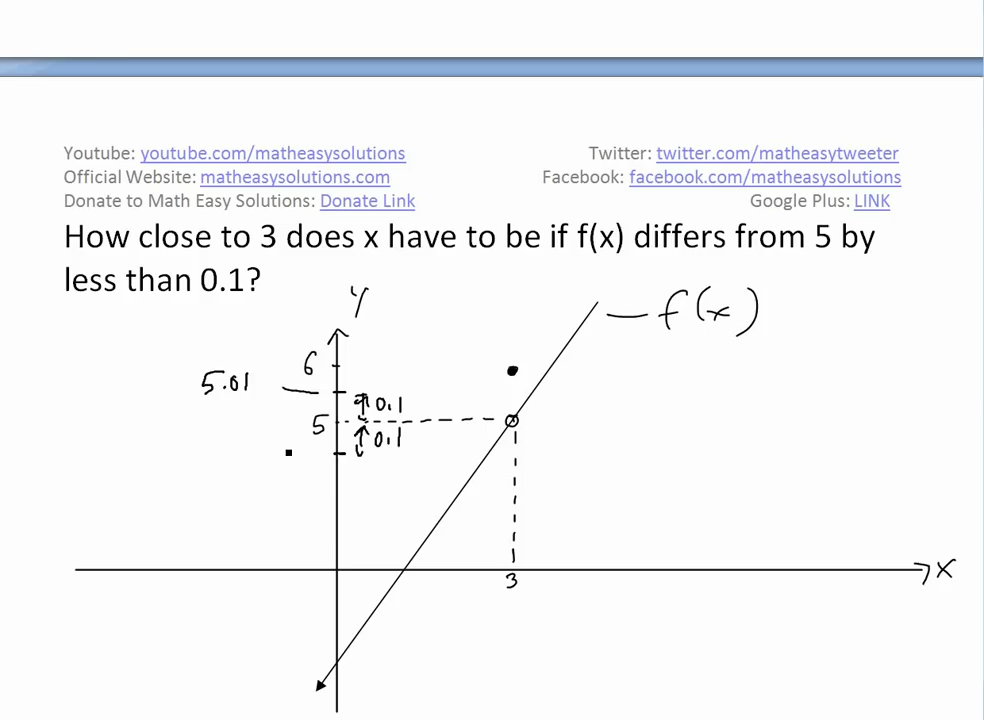 Youtube: youtube.com/matheasysolutions
Twitter: twitter.com/matheasytweeter
Official Website: matheasysolutions.com
Facebook: facebook.com/matheasysolutions
Donate to Math Easy Solutions: Donate Link
Google Plus: LINK
How close to 3 does x have to be if f(x) differs from 5 by
less than 0.1?
Y
f(x)
6
5.01
0.1
5
0.1
X
3